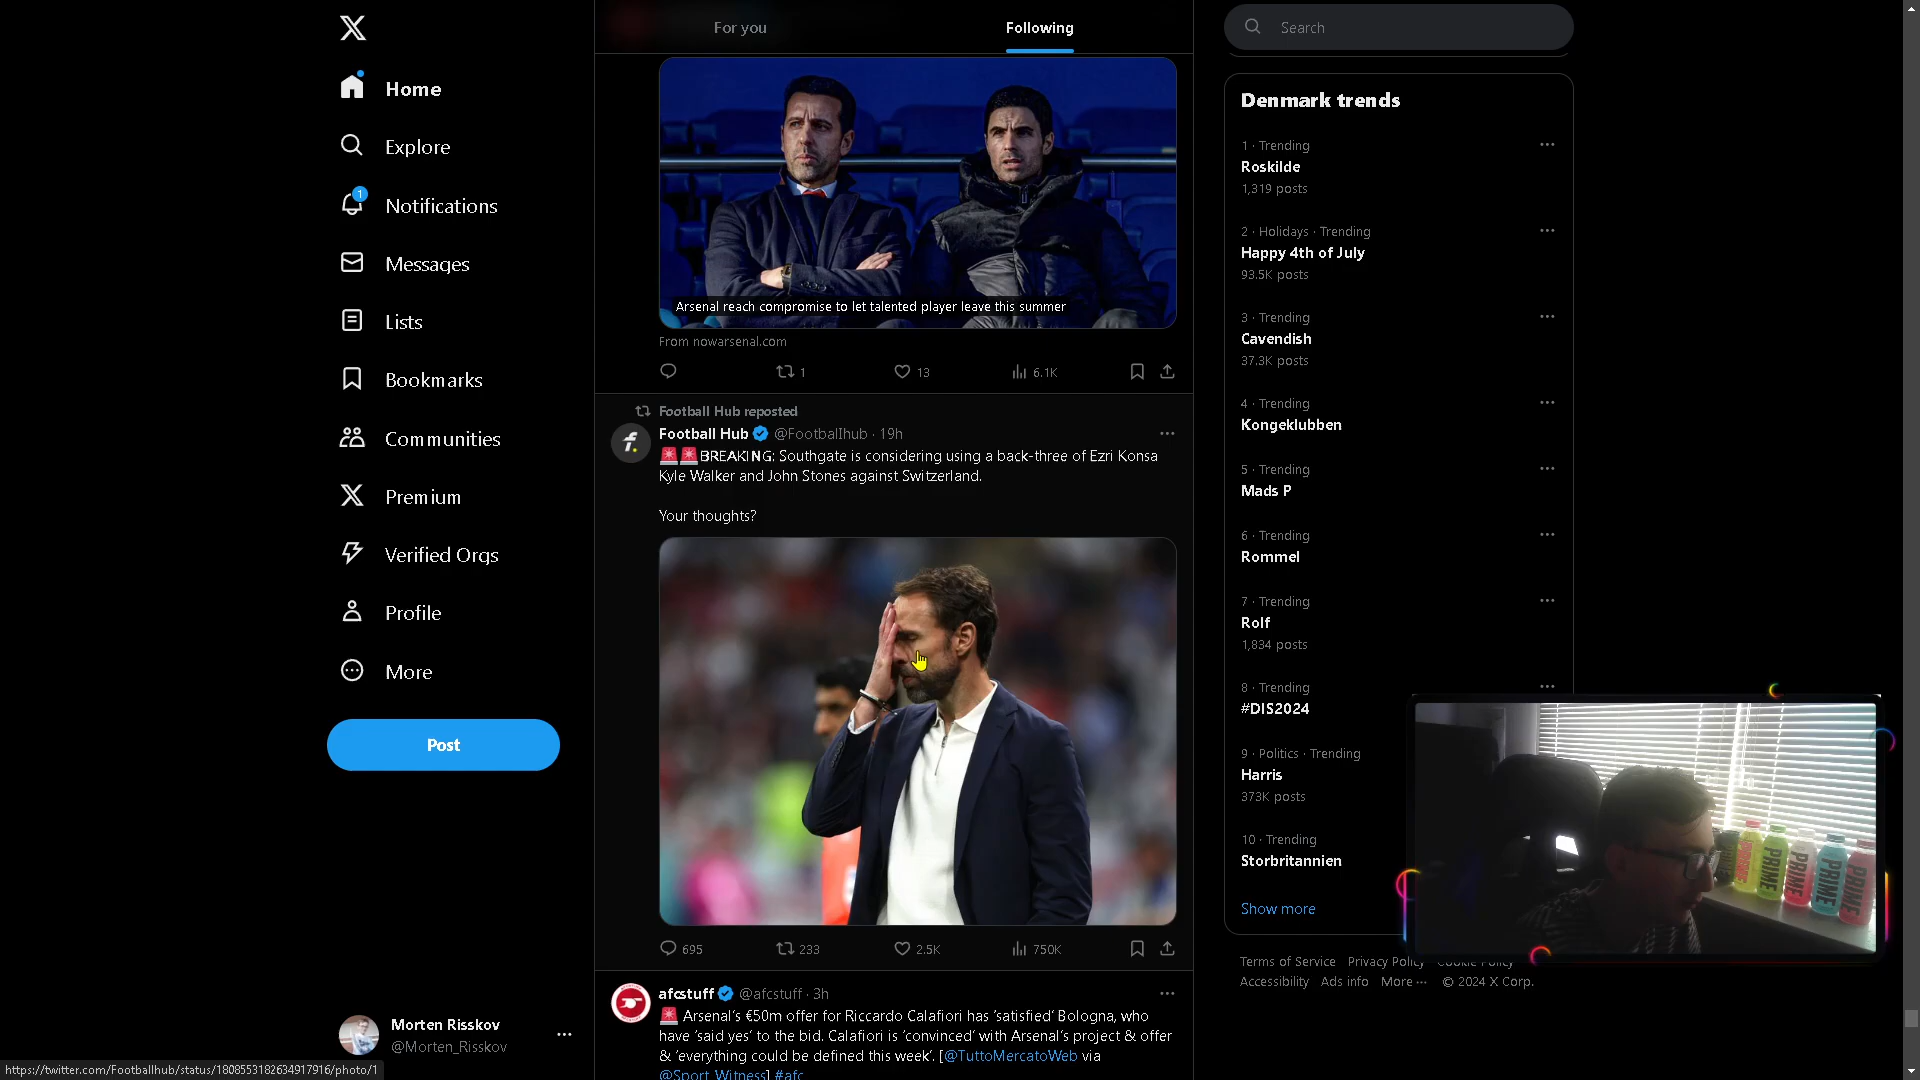 For you
Following
Search
Home
Explore
1
Notifications
Messages
Lists
Bookmarks
Communities
Premium
Verified Orgs
Profile
More
Post
Morten Risskov
@Morten_Risskov
https://twitter.com/Footballhub/status/1808553182634917916/photo/1
Arsenal reach compromise to let talented player leave this summer
From nowarsenal.com
1
13
6.1K
Football Hub reposted
Football Hub @FootbalIhub · 19h
🚨🚨BREAKING: Southgate is considering using a back-three of Ezri Konsa
Kyle Walker and John Stones against Switzerland.
Your thoughts?
695
233
2.5K
750K
afcstuff @afcstuff · 3h
🚨 Arsenal's €50m offer for Riccardo Calafiori has 'satisfied' Bologna, who
have 'said yes' to the bid. Calafiori is 'convinced' with Arsenal's project & offer
& 'everything could be defined this week'. [@TuttoMercatoWeb via
@Sport_Witness] #afc
Denmark trends
1 · Trending
Roskilde
1,319 posts
2 · Holidays · Trending
Happy 4th of July
93.5K posts
3 · Trending
Cavendish
37.3K posts
4 · Trending
Kongeklubben
5 · Trending
Mads P
6 · Trending
Rommel
7 · Trending
Rolf
1,834 posts
8 · Trending
#DIS2024
9 · Politics · Trending
Harris
373K posts
10 · Trending
Storbritannien
Show more
Terms of Service Privacy Policy Cookie Policy
Accessibility Ads info More ··· © 2024 X Corp.
PRIME
PRIME
PRIME
PRIME
PRIME